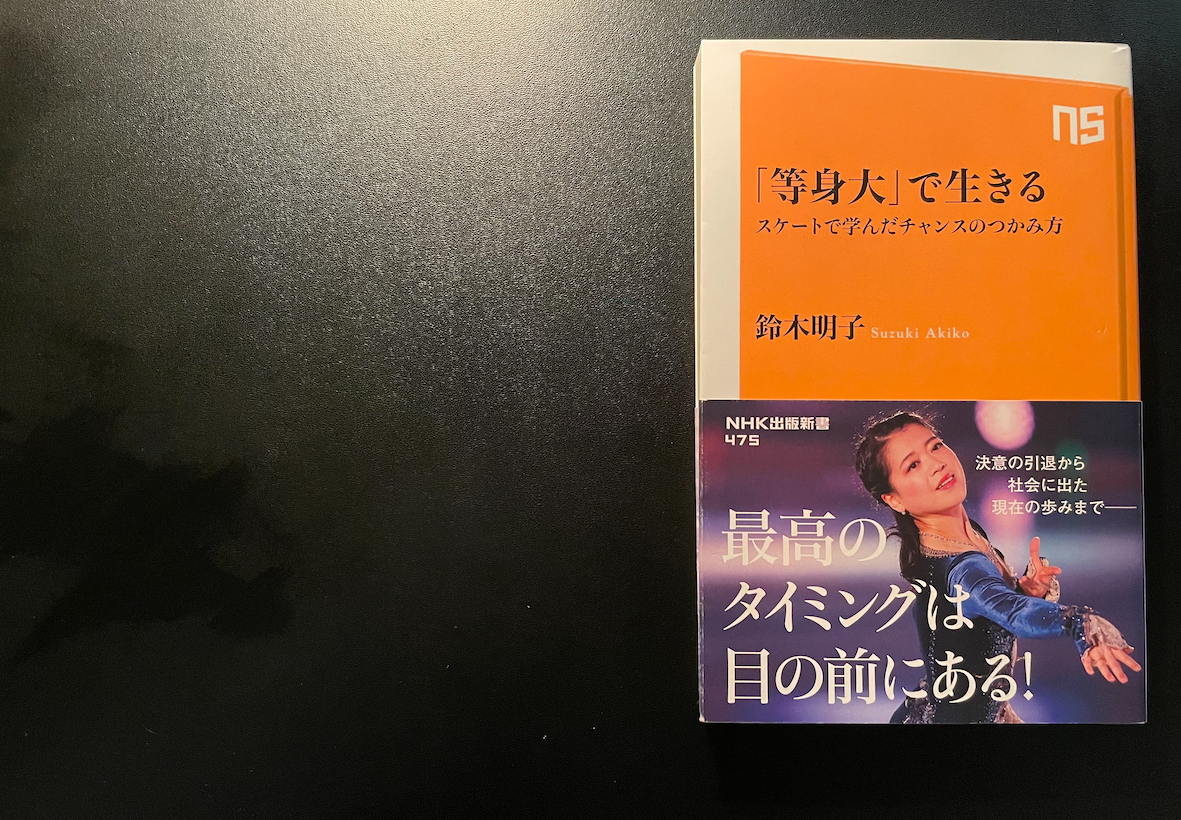 ns
「等身大」で生きる
スケートで学んだチャンスのつかみ方
鈴木明子 Suzuki Akiko
NHK出版新書
475
決意の引退から
社会に出た
現在の歩みまで──
最高の
タイミングは
目の前にある!